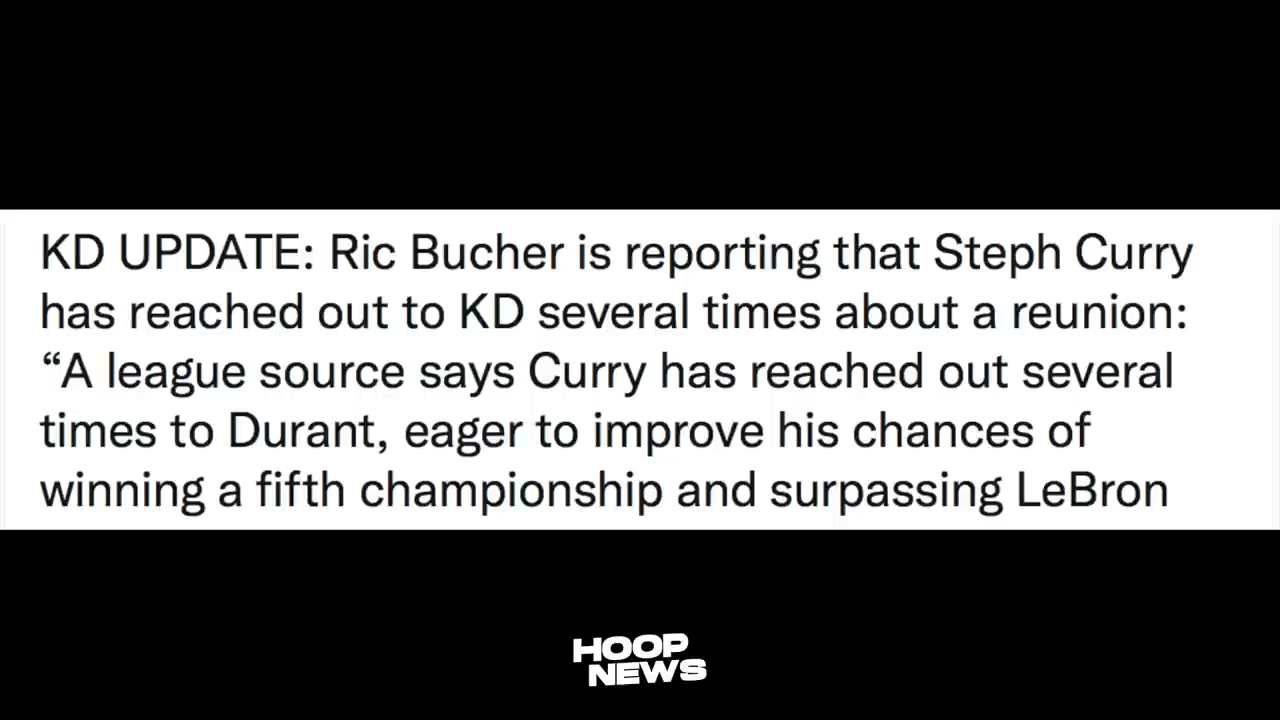 KD UPDATE: Ric Bucher is reporting that Steph Curry
has reached out to KD several times about a reunion:
“A league source says Curry has reached out several
times to Durant, eager to improve his chances of
winning a fifth championship and surpassing LeBron
HOOP
NEWS